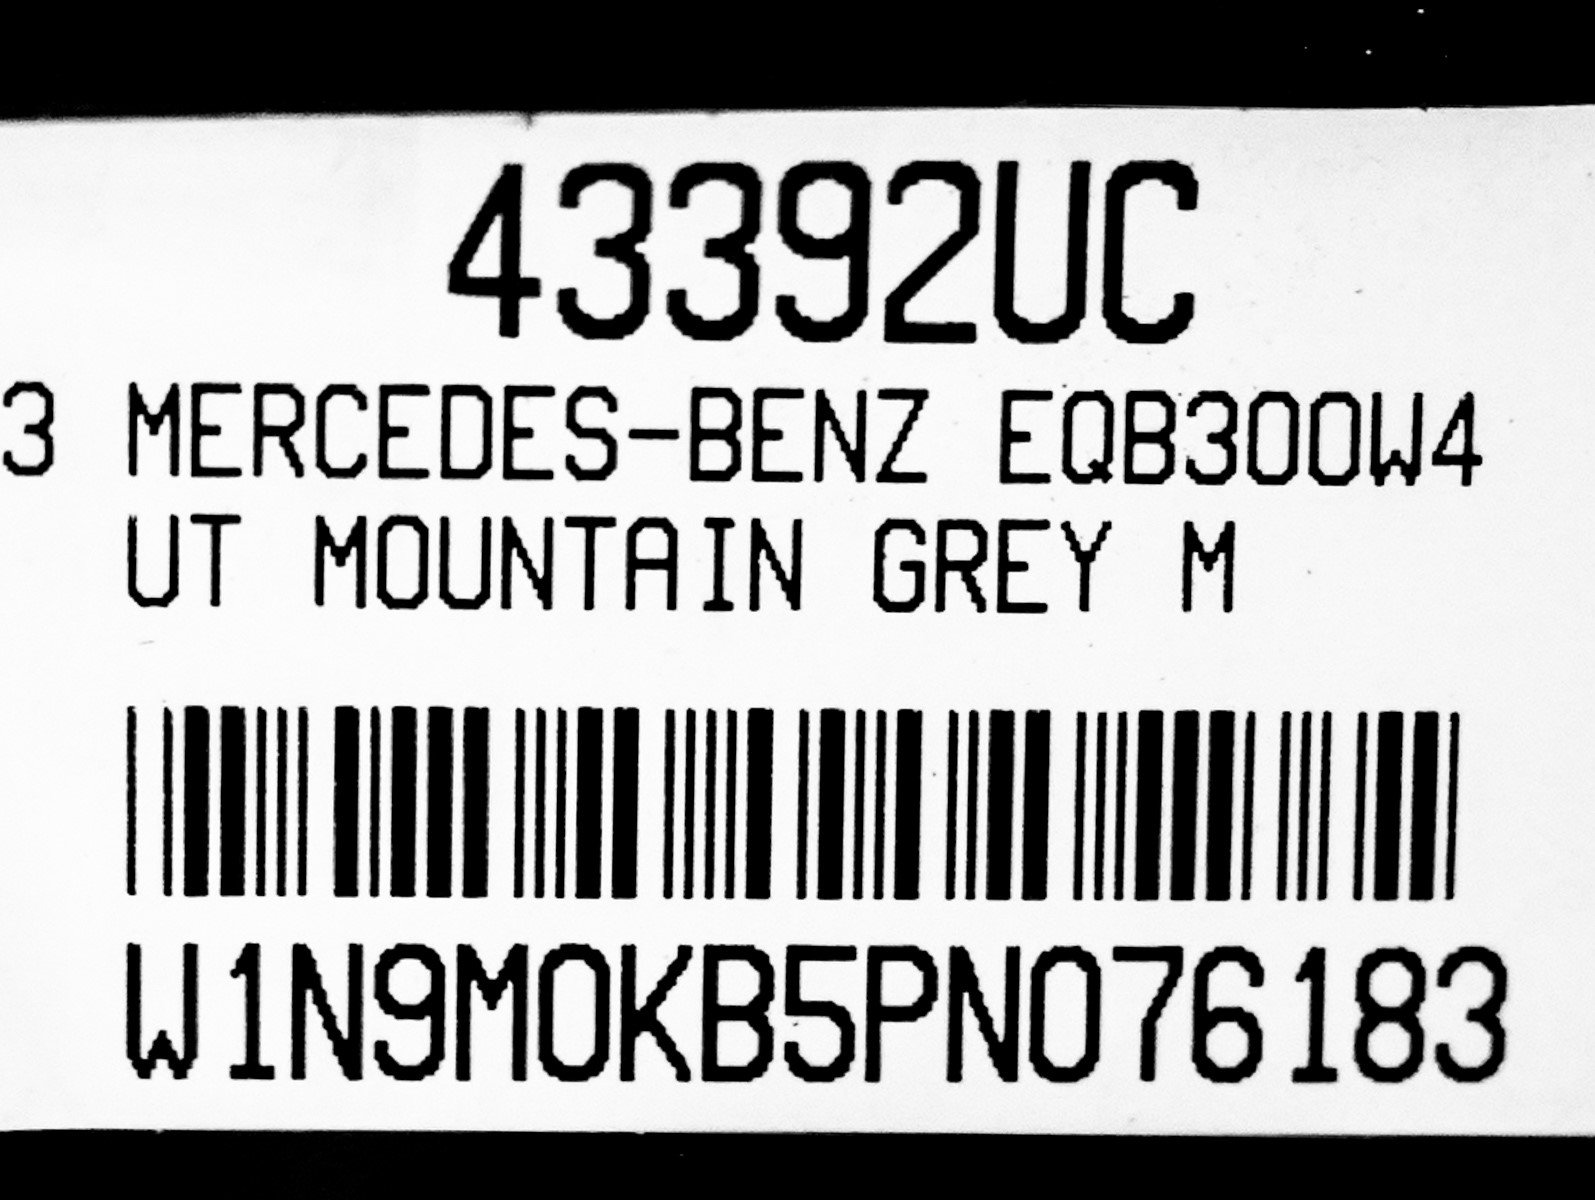 43392UC
3 MERCEDES-BENZ EQB300W4
UT MOUNTAIN GREY M
W1N9M0KB5PN076183